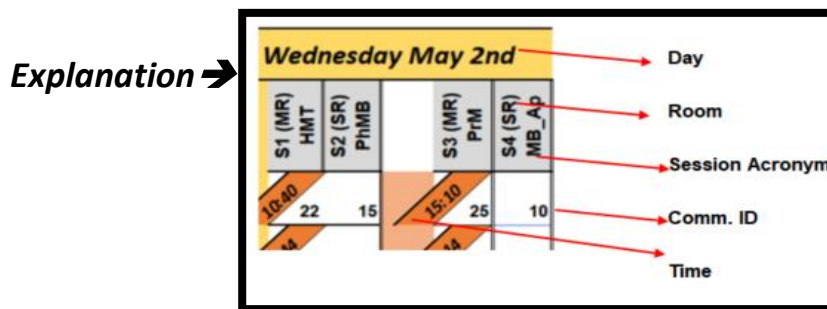 Explanation ➔
Wednesday May 2nd
Day
S1 (MR)
HMT
S2 (SR)
PhMB
S3 (MR)
PrM
S4 (SR)
MB_Ap
Room
Session Acronym
10:40
22
15
15:10
25
10
Comm. ID
Time